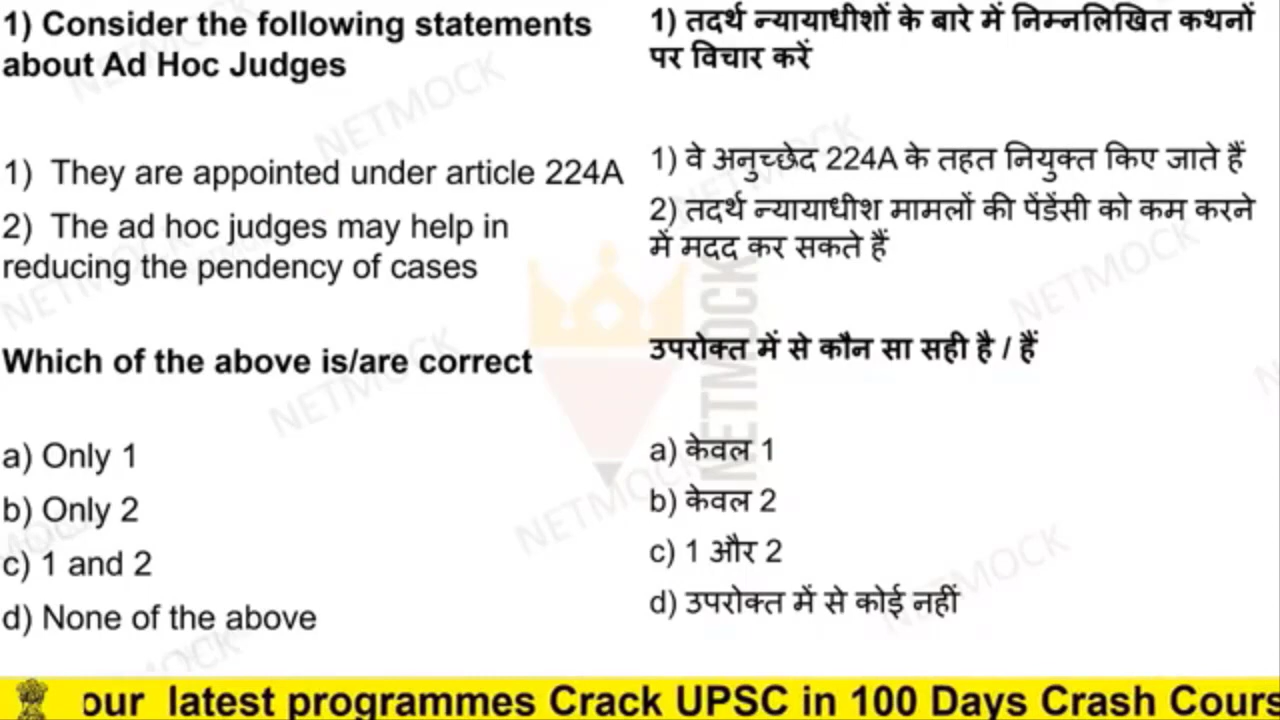 1) Consider the following statements
about Ad Hoc Judges
1) They are appointed under article 224A
2) The ad hoc judges may help in
reducing the pendency of cases
Which of the above is/are correct
a) Only 1
b) Only 2
c) 1 and 2
d) None of the above
1) तदर्थ न्यायाधीशों के बारे में निम्नलिखित कथनों
पर विचार करें
1) वे अनुच्छेद 224A के तहत नियुक्त किए जाते हैं
2) तदर्थ न्यायाधीश मामलों की पेंडेंसी को कम करने
में मदद कर सकते हैं
उपरोक्त में से कौन सा सही है / हैं
a) केवल 1
b) केवल 2
c) 1 और 2
d) उपरोक्त में से कोई नहीं
NETMOCK
our latest programmes Crack UPSC in 100 Days Crash Cours